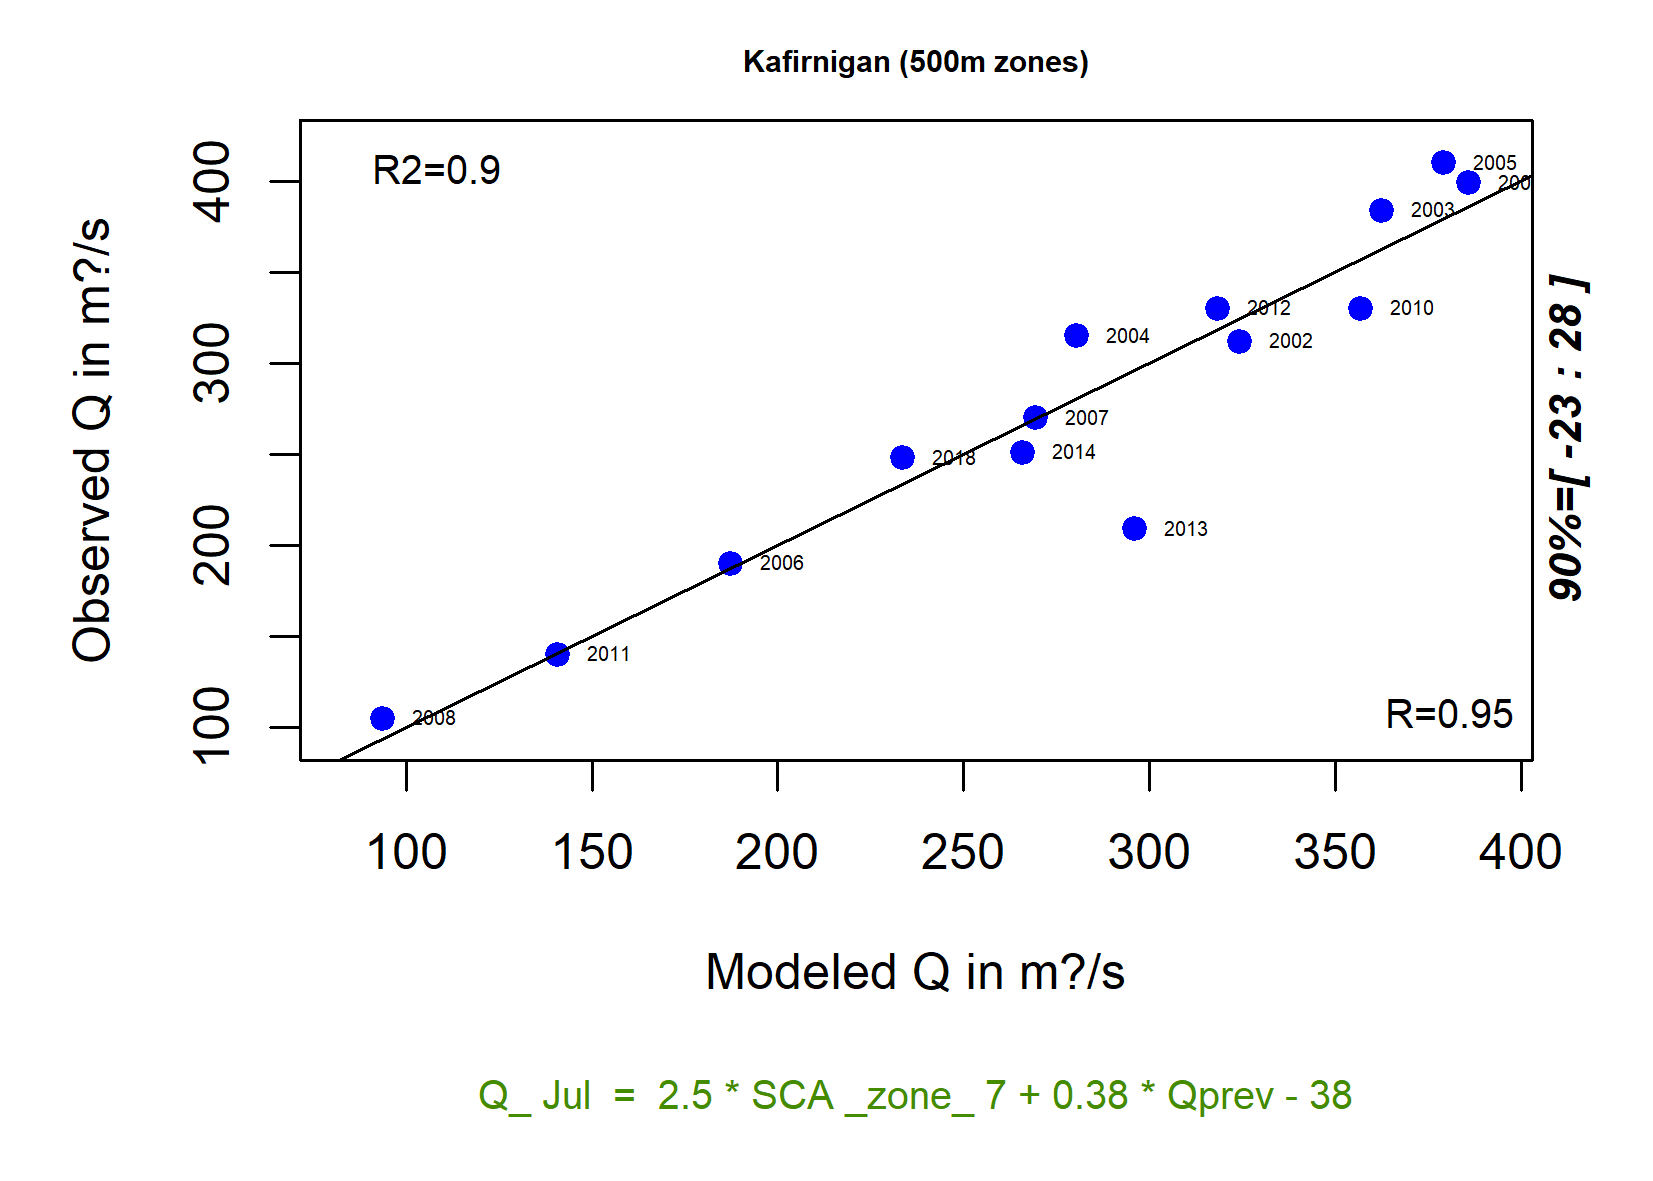 Kafirnigan (500m zones)
R2=0.9
2005
200
2003
2012
2010
2004
2002
2007
2018
2014
2013
2006
2011
2008
R=0.95
400
300
200
100
Observed Q in m?/s
90%=[ -23 : 28 ]
100 150 200 250 300 350 400
Modeled Q in m?/s
Q_ Jul = 2.5 * SCA _zone_ 7 + 0.38 * Qprev - 38